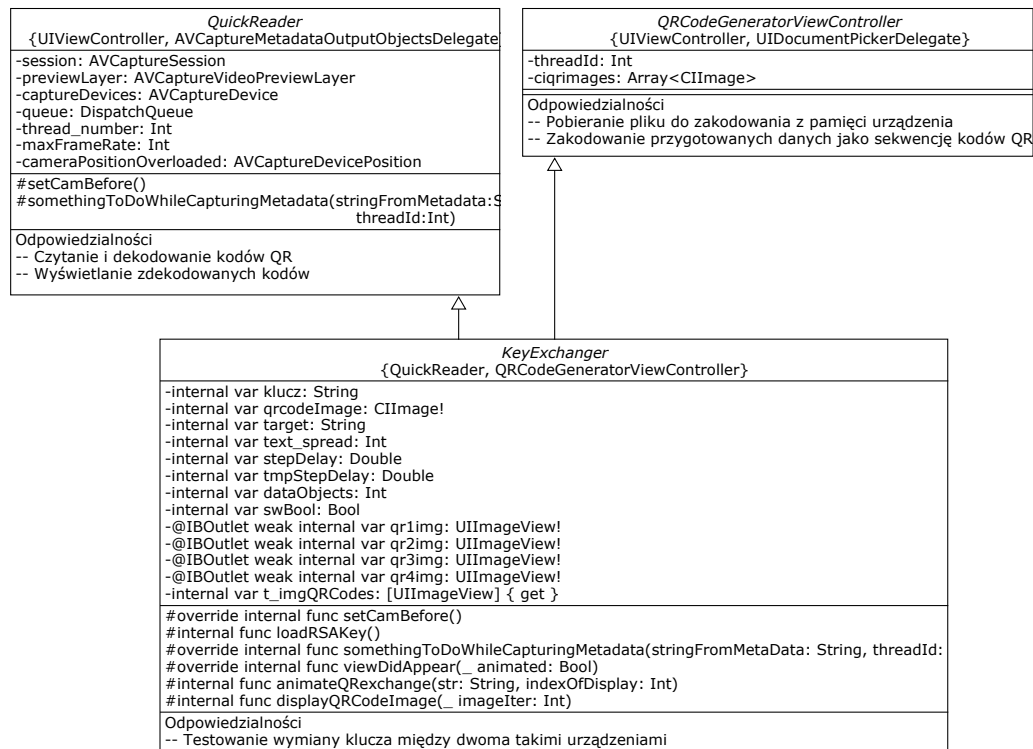 QuickReader
{UIViewController, AVCaptureMetadataOutputObjectsDelegate
-session: AVCaptureSession
-previewLayer: AVCaptureVideoPreviewLayer
-captureDevices: AVCaptureDevice
-queue: DispatchQueue
-thread_number: Int
-maxFrameRate: Int
-cameraPositionOverloaded: AVCaptureDevicePosition
#setCamBefore()
#somethingToDoWhileCapturingMetadata(stringFromMetadata:S
threadId:Int)
Odpowiedzialności
-- Czytanie i dekodowanie kodów QR
-- Wyświetlanie zdekodowanych kodów
QRCodeGeneratorViewController
{UIViewController, UIDocumentPickerDelegate}
-threadId: Int
-ciqrimages: Array<CIImage>
Odpowiedzialności
-- Pobieranie pliku do zakodowania z pamięci urządzenia
-- Zakodowanie przygotowanych danych jako sekwencję kodów QR
KeyExchanger
{QuickReader, QRCodeGeneratorViewController}
-internal var klucz: String
-internal var qrcodeImage: CIImage!
-internal var target: String
-internal var text_spread: Int
-internal var stepDelay: Double
-internal var tmpStepDelay: Double
-internal var dataObjects: Int
-internal var swBool: Bool
-@IBOutlet weak internal var qr1img: UIImageView!
-@IBOutlet weak internal var qr2img: UIImageView!
-@IBOutlet weak internal var qr3img: UIImageView!
-@IBOutlet weak internal var qr4img: UIImageView!
-internal var t_imgQRCodes: [UIImageView] { get }
#override internal func setCamBefore()
#internal func loadRSAKey()
#override internal func somethingToDoWhileCapturingMetadata(stringFromMetaData: String, threadId:
#override internal func viewDidAppear(_ animated: Bool)
#internal func animateQRexchange(str: String, indexOfDisplay: Int)
#internal func displayQRCodeImage(_ imageIter: Int)
Odpowiedzialności
-- Testowanie wymiany klucza między dwoma takimi urządzeniami